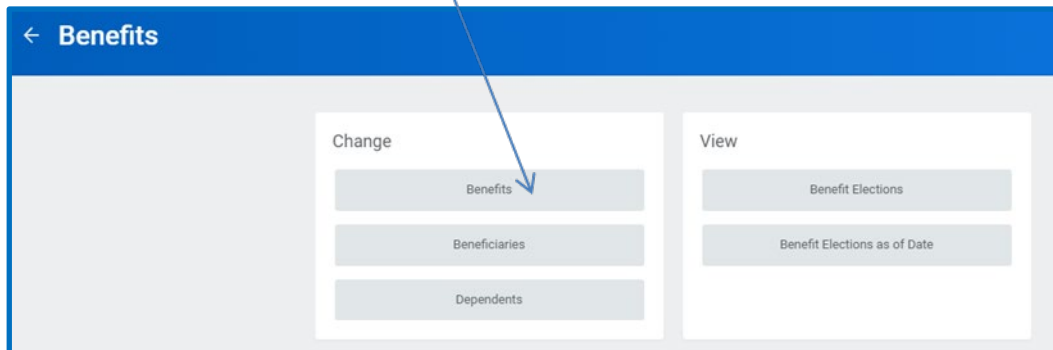 ← Benefits
Change
Benefits
Beneficiaries
Dependents
View
Benefit Elections
Benefit Elections as of Date